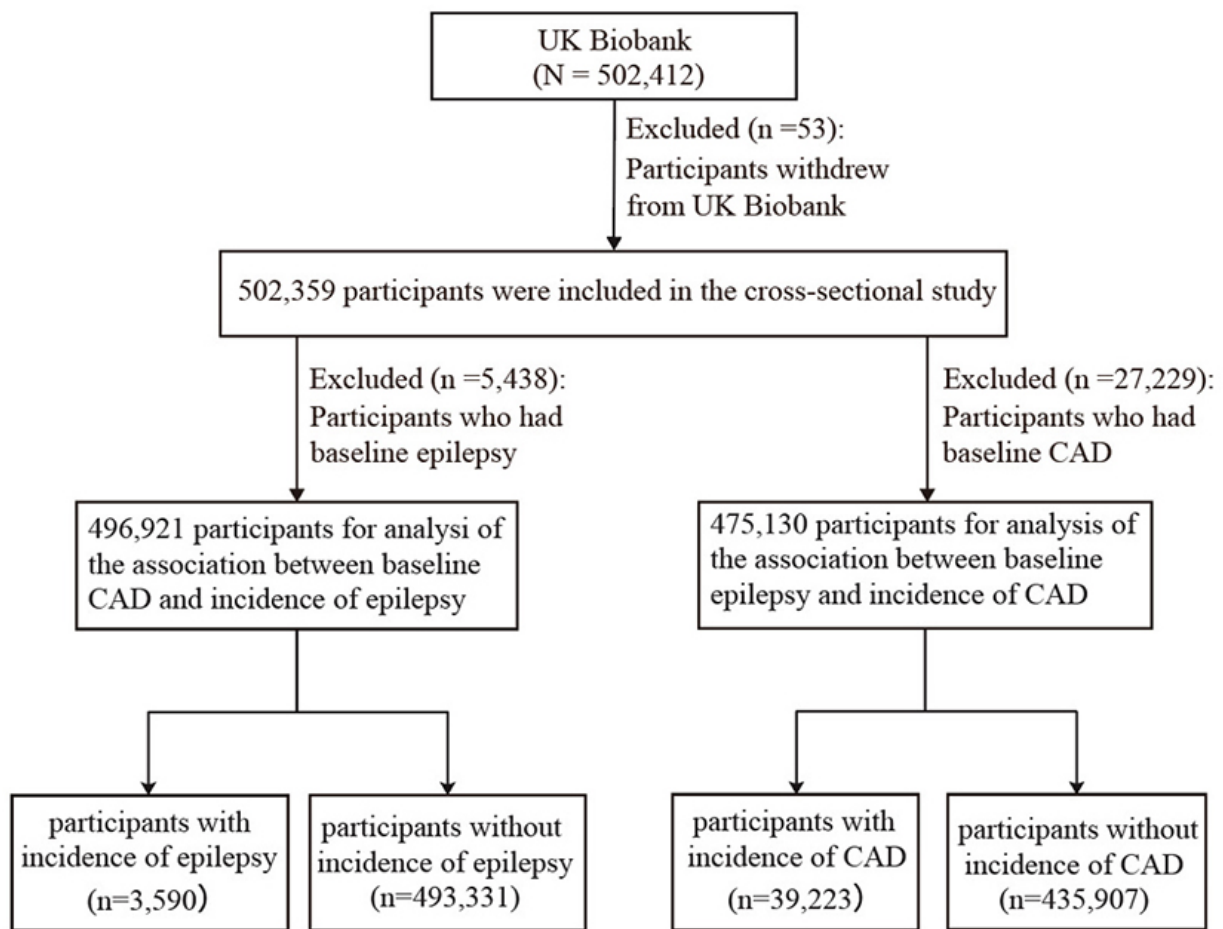 UK Biobank
(N = 502,412)
Excluded (n =53):
Participants withdrew
from UK Biobank
502,359 participants were included in the cross-sectional study
Excluded (n =5,438):
Participants who had
baseline epilepsy
Excluded (n =27,229):
Participants who had
baseline CAD
496,921 participants for analysi of
the association between baseline
CAD and incidence of epilepsy
475,130 participants for analysis of
the association between baseline
epilepsy and incidence of CAD
participants with
incidence of epilepsy
(n=3,590)
participants without
incidence of epilepsy
(n=493,331)
participants with
incidence of CAD
(n=39,223)
participants without
incidence of CAD
(n=435,907)